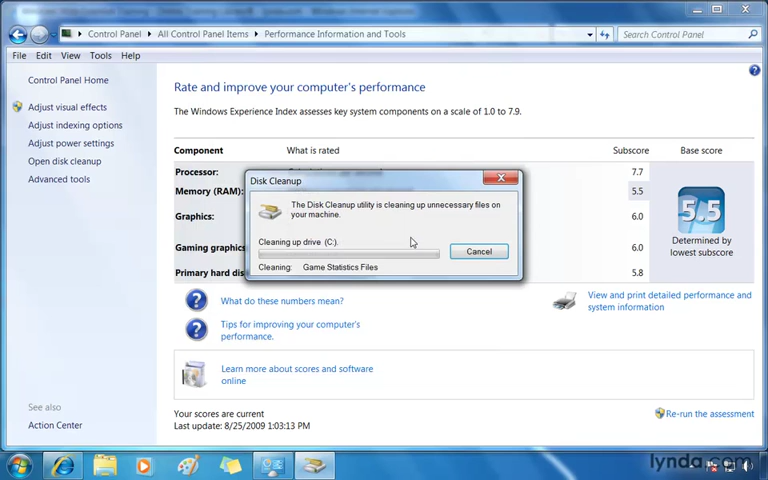 Control Panel
All Control Panel Items
Performance Information and Tools
Search Control Panel
File Edit View Tools Help
Control Panel Home
Adjust visual effects
Adjust indexing options
Adjust power settings
Open disk cleanup
Advanced tools
See also
Action Center
Rate and improve your computer's performance
The Windows Experience Index assesses key system components on a scale of 1.0 to 7.9.
Component What is rated Subscore Base score
Processor: 7.7
Memory (RAM): 5.5
Graphics: 6.0
Gaming graphics: 6.0
Primary hard 5.8
5.5
Determined by
lowest subscore
Disk Cleanup
The Disk Cleanup utility is cleaning up unnecessary files on
your machine.
Cleaning up drive (C:).
Cancel
Cleaning: Game Statistics Files
What do these numbers mean?
Tips for improving your computer's
performance.
View and print detailed performance and
system information
Learn more about scores and software
online
Your scores are current
Last update: 8/25/2009 1:03:13 PM
Re-run the assessment
lynda.com